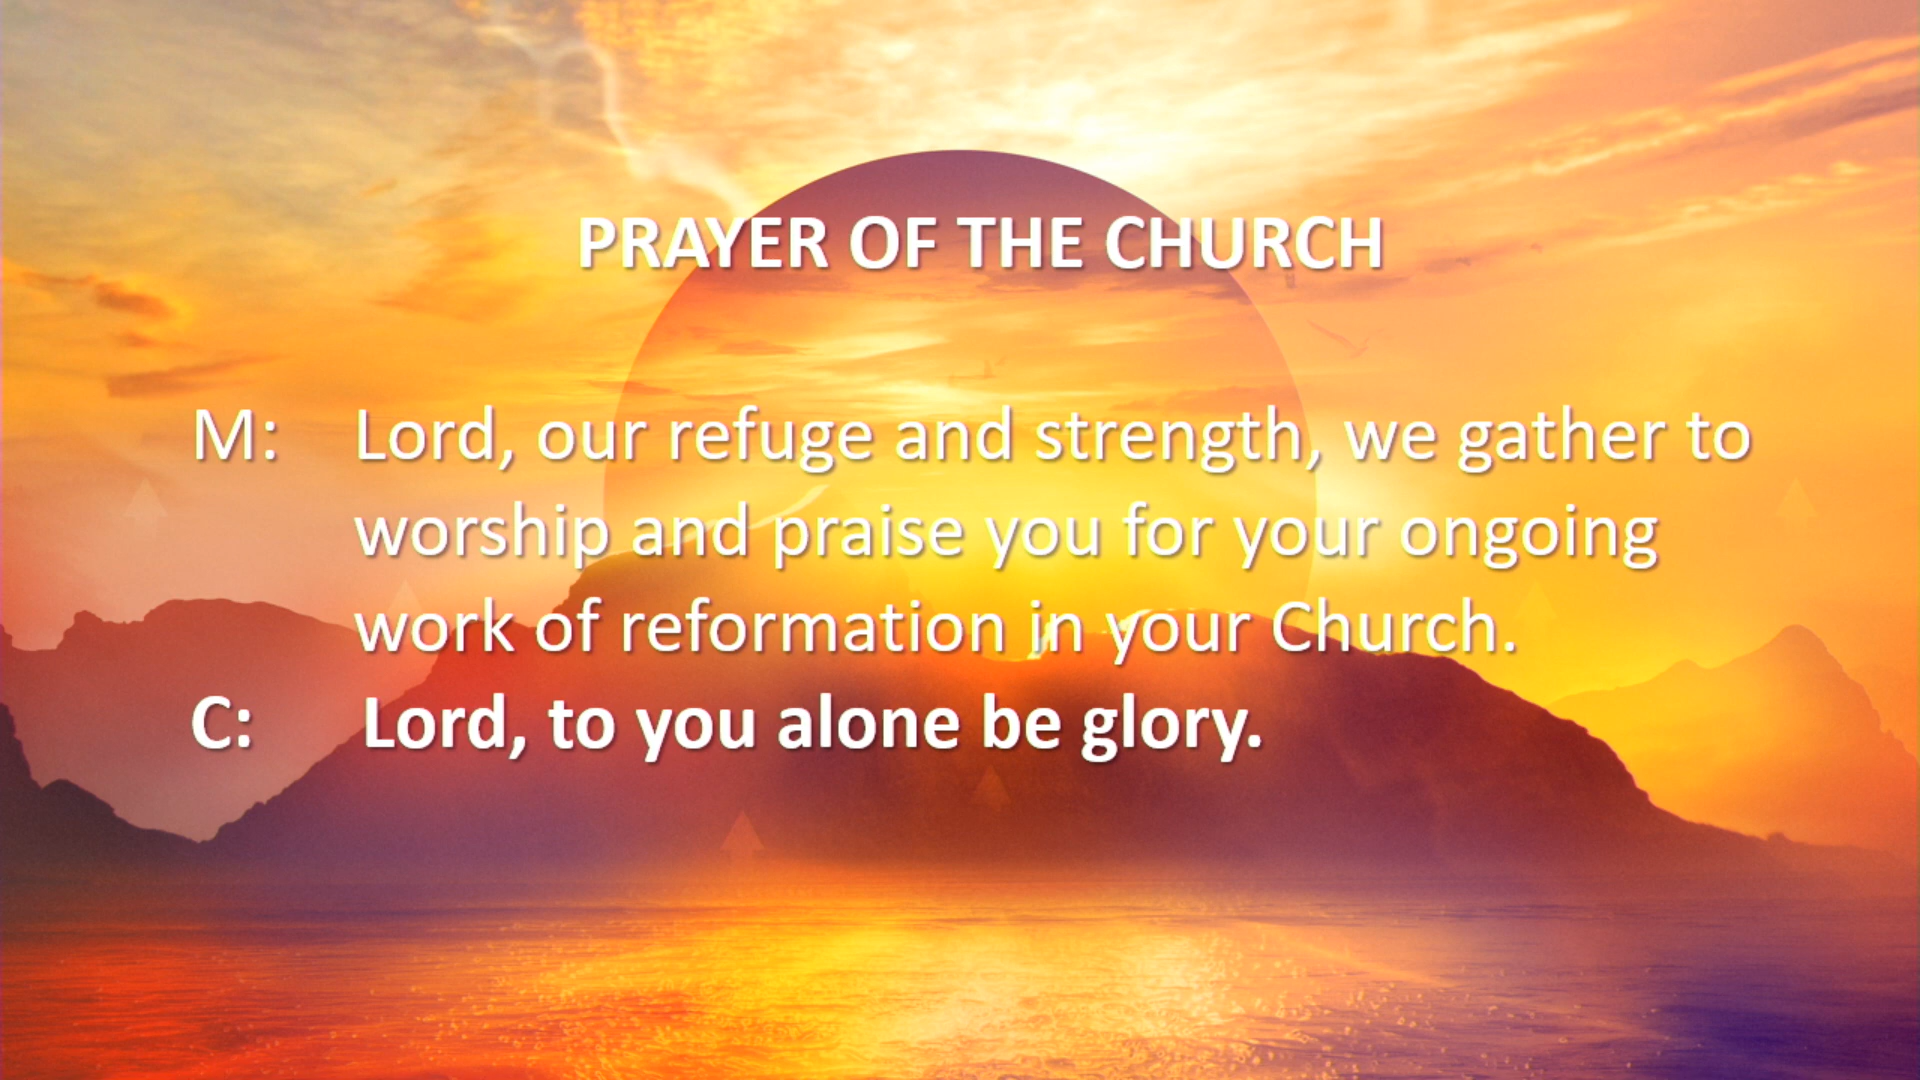 PRAYER OF THE CHURCH
M: Lord, our refuge and strength, we gather to
worship and praise you for your ongoing
work of reformation in your Church.
C: Lord, to you alone be glory.